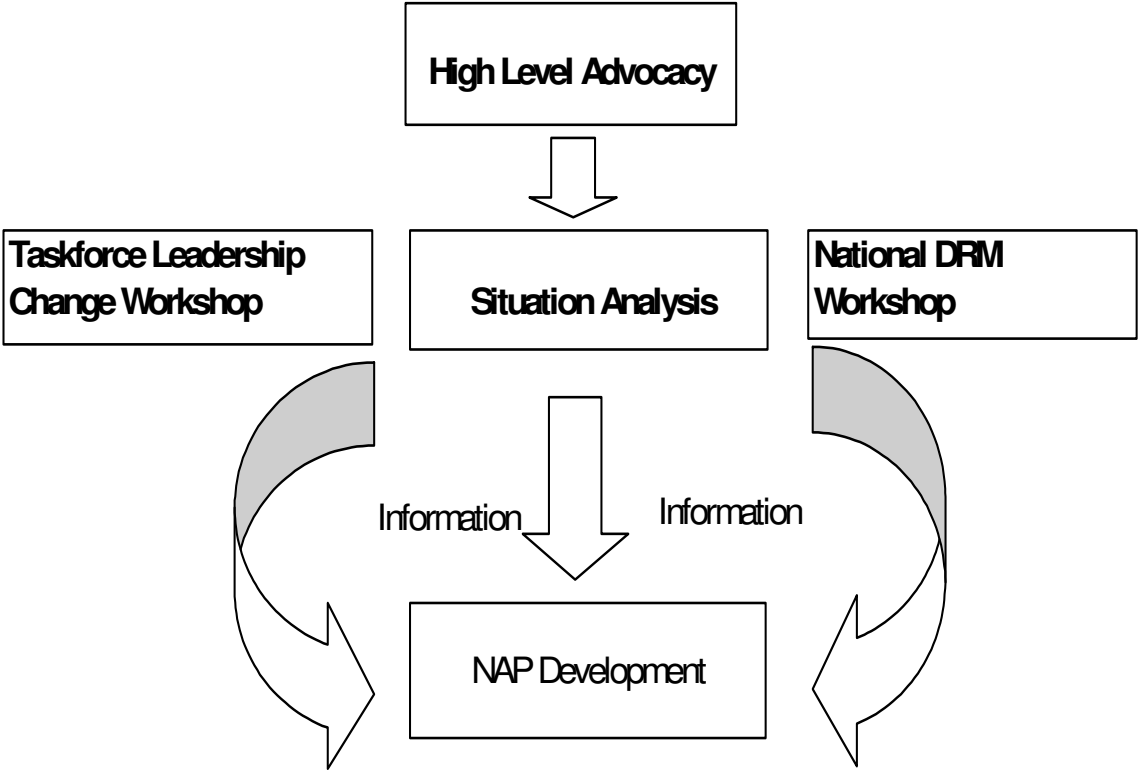 High Level Advocacy
Taskforce Leadership
Change Workshop
Situation Analysis
National DRM
Workshop
Information
Information
NAP Development